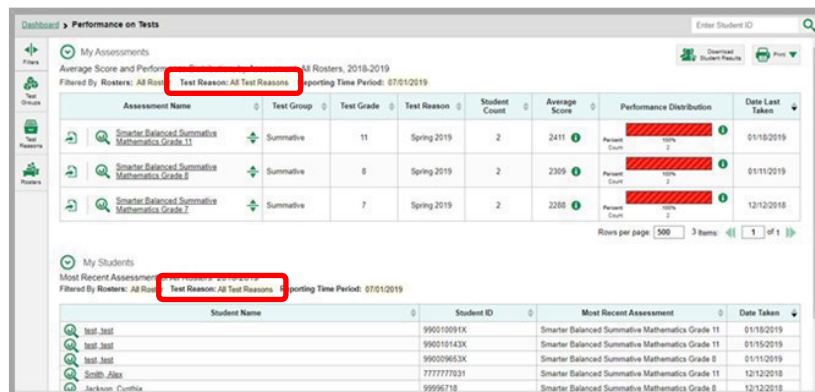 Dashboard > Performance on Tests
Enter Student ID
Filters
Test Groups
Test Reasons
Rosters
My Assessments
Download Student Results
Print
Average Score and Performance Distribution, by Assessment: All Rosters, 2018-2019
Filtered By Rosters: All Rosters Test Reason: All Test Reasons Reporting Time Period: 07/01/2019
Assessment Name Test Group Test Grade Test Reason Student Count Average Score Performance Distribution Date Last Taken
Smarter Balanced Summative Mathematics Grade 11 Summative 11 Spring 2019 2 2411 Percent 100% Count 2 01/18/2019
Smarter Balanced Summative Mathematics Grade 8 Summative 8 Spring 2019 2 2309 Percent 100% Count 2 01/11/2019
Smarter Balanced Summative Mathematics Grade 7 Summative 7 Spring 2019 2 2288 Percent 100% Count 2 12/12/2018
Rows per page: 500 3 Items: 1 of 1
My Students
Most Recent Assessment: All Rosters, 2018-2019
Filtered By Rosters: All Rosters Test Reason: All Test Reasons Reporting Time Period: 07/01/2019
Student Name Student ID Most Recent Assessment Date Taken
test, test 990010091X Smarter Balanced Summative Mathematics Grade 11 01/18/2019
test, test 990010143X Smarter Balanced Summative Mathematics Grade 11 01/15/2019
test, test 990009653X Smarter Balanced Summative Mathematics Grade 8 01/11/2019
Smith, Alex 7777777031 Smarter Balanced Summative Mathematics Grade 11 12/12/2018
Jackson, Cynthia 99996718 Smarter Balanced Summative Mathematics Grade 8 12/12/2018